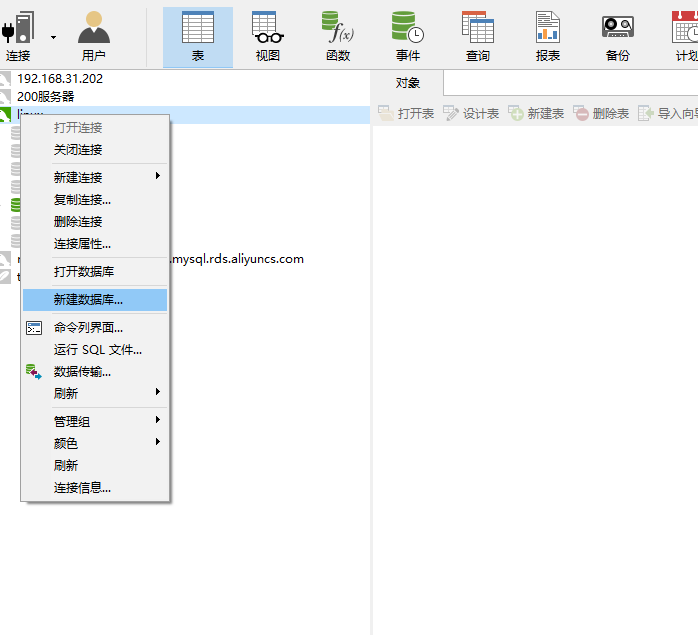 连接
用户
表
视图
函数
事件
查询
报表
备份
计划
192.168.31.202
200服务器
对象
打开表
设计表
新建表
删除表
导入向导
打开连接
关闭连接
新建连接
复制连接...
删除连接
连接属性...
.mysql.rds.aliyuncs.com
打开数据库
新建数据库...
命令列界面...
运行 SQL 文件...
数据传输...
刷新
管理组
颜色
刷新
连接信息...